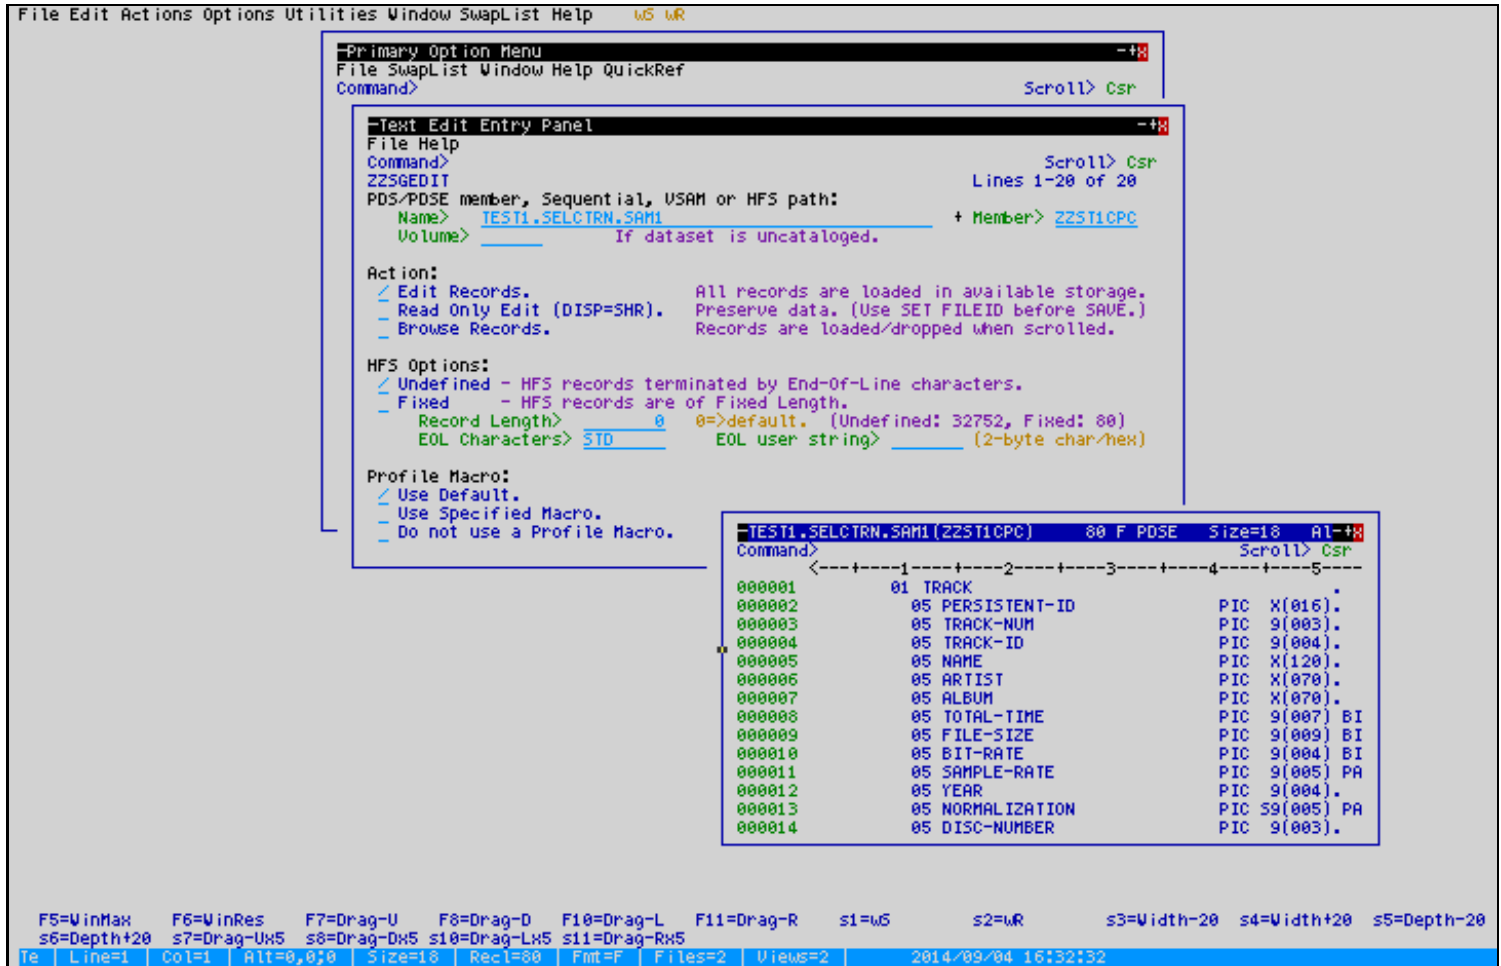 File Edit Actions Options Utilities Window SwapList Help wS wR
-Primary Option Menu -+x
File SwapList Window Help QuickRef
Command> Scroll> Csr
-Text Edit Entry Panel -+x
File Help
Command> Scroll> Csr
ZZSGEDIT Lines 1-20 of 20
PDS/PDSE member, Sequential, VSAM or HFS path:
Name> TEST1.SELCTRN.SAM1 + Member> ZZST1CPC
Volume> ______ If dataset is uncataloged.
Action:
/ Edit Records. All records are loaded in available storage.
_ Read Only Edit (DISP=SHR). Preserve data. (Use SET FILEID before SAVE.)
_ Browse Records. Records are loaded/dropped when scrolled.
HFS Options:
/ Undefined - HFS records terminated by End-Of-Line characters.
_ Fixed - HFS records are of Fixed Length.
Record Length> 0 0=>default. (Undefined: 32752, Fixed: 80)
EOL Characters> STD EOL user string> _______ (2-byte char/hex)
Profile Macro:
/ Use Default.
_ Use Specified Macro.
_ Do not use a Profile Macro.
-TEST1.SELCTRN.SAM1(ZZST1CPC) 80 F PDSE Size=18 Al-+x
Command> Scroll> Csr
<---+----1----+----2----+----3----+----4----+----5----
000001 01 TRACK .
000002 05 PERSISTENT-ID PIC X(016).
000003 05 TRACK-NUM PIC 9(003).
000004 05 TRACK-ID PIC 9(004).
000005 05 NAME PIC X(120).
000006 05 ARTIST PIC X(070).
000007 05 ALBUM PIC X(070).
000008 05 TOTAL-TIME PIC 9(007) BI
000009 05 FILE-SIZE PIC 9(009) BI
000010 05 BIT-RATE PIC 9(004) BI
000011 05 SAMPLE-RATE PIC 9(005) PA
000012 05 YEAR PIC 9(004).
000013 05 NORMALIZATION PIC S9(005) PA
000014 05 DISC-NUMBER PIC 9(003).
F5=WinMax F6=WinRes F7=Drag-U F8=Drag-D F10=Drag-L F11=Drag-R s1=wS s2=wR s3=Width-20 s4=Width+20 s5=Depth-20
s6=Depth+20 s7=Drag-Ux5 s8=Drag-Dx5 s10=Drag-Lx5 s11=Drag-Rx5
Te | Line=1 | Col=1 | Alt=0,0;0 | Size=18 | Recl=80 | Fmt=F | Files=2 | Views=2 | 2014/09/04 16:32:32